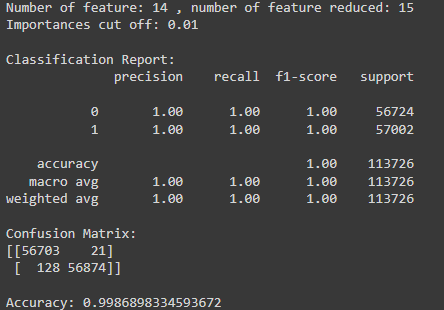 Number of feature: 14 , number of feature reduced: 15
Importances cut off: 0.01
Classification Report:
precision recall f1-score support
0 1.00 1.00 1.00 56724
1 1.00 1.00 1.00 57002
accuracy 1.00 113726
macro avg 1.00 1.00 1.00 113726
weighted avg 1.00 1.00 1.00 113726
Confusion Matrix:
[[56703 21]
[ 128 56874]]
Accuracy: 0.9986898334593672